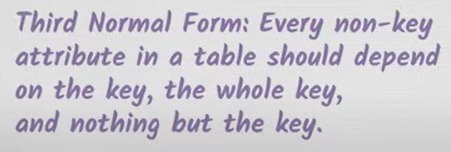 Third Normal Form: Every non-key
attribute in a table should depend
on the key, the whole key,
and nothing but the key.